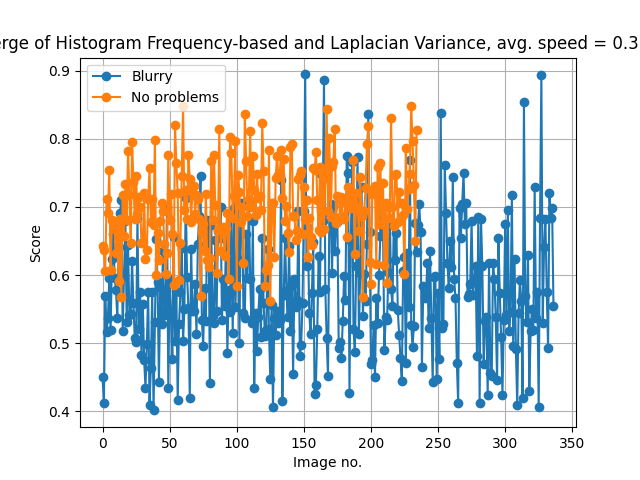 of Histogram Frequency-based and Laplacian Variance, avg. speed = 0.3
Blurry
No problems
Score
0.9
0.8
0.7
0.6
0.5
0.4
0 50 100 150 200 250 300 350
Image no.